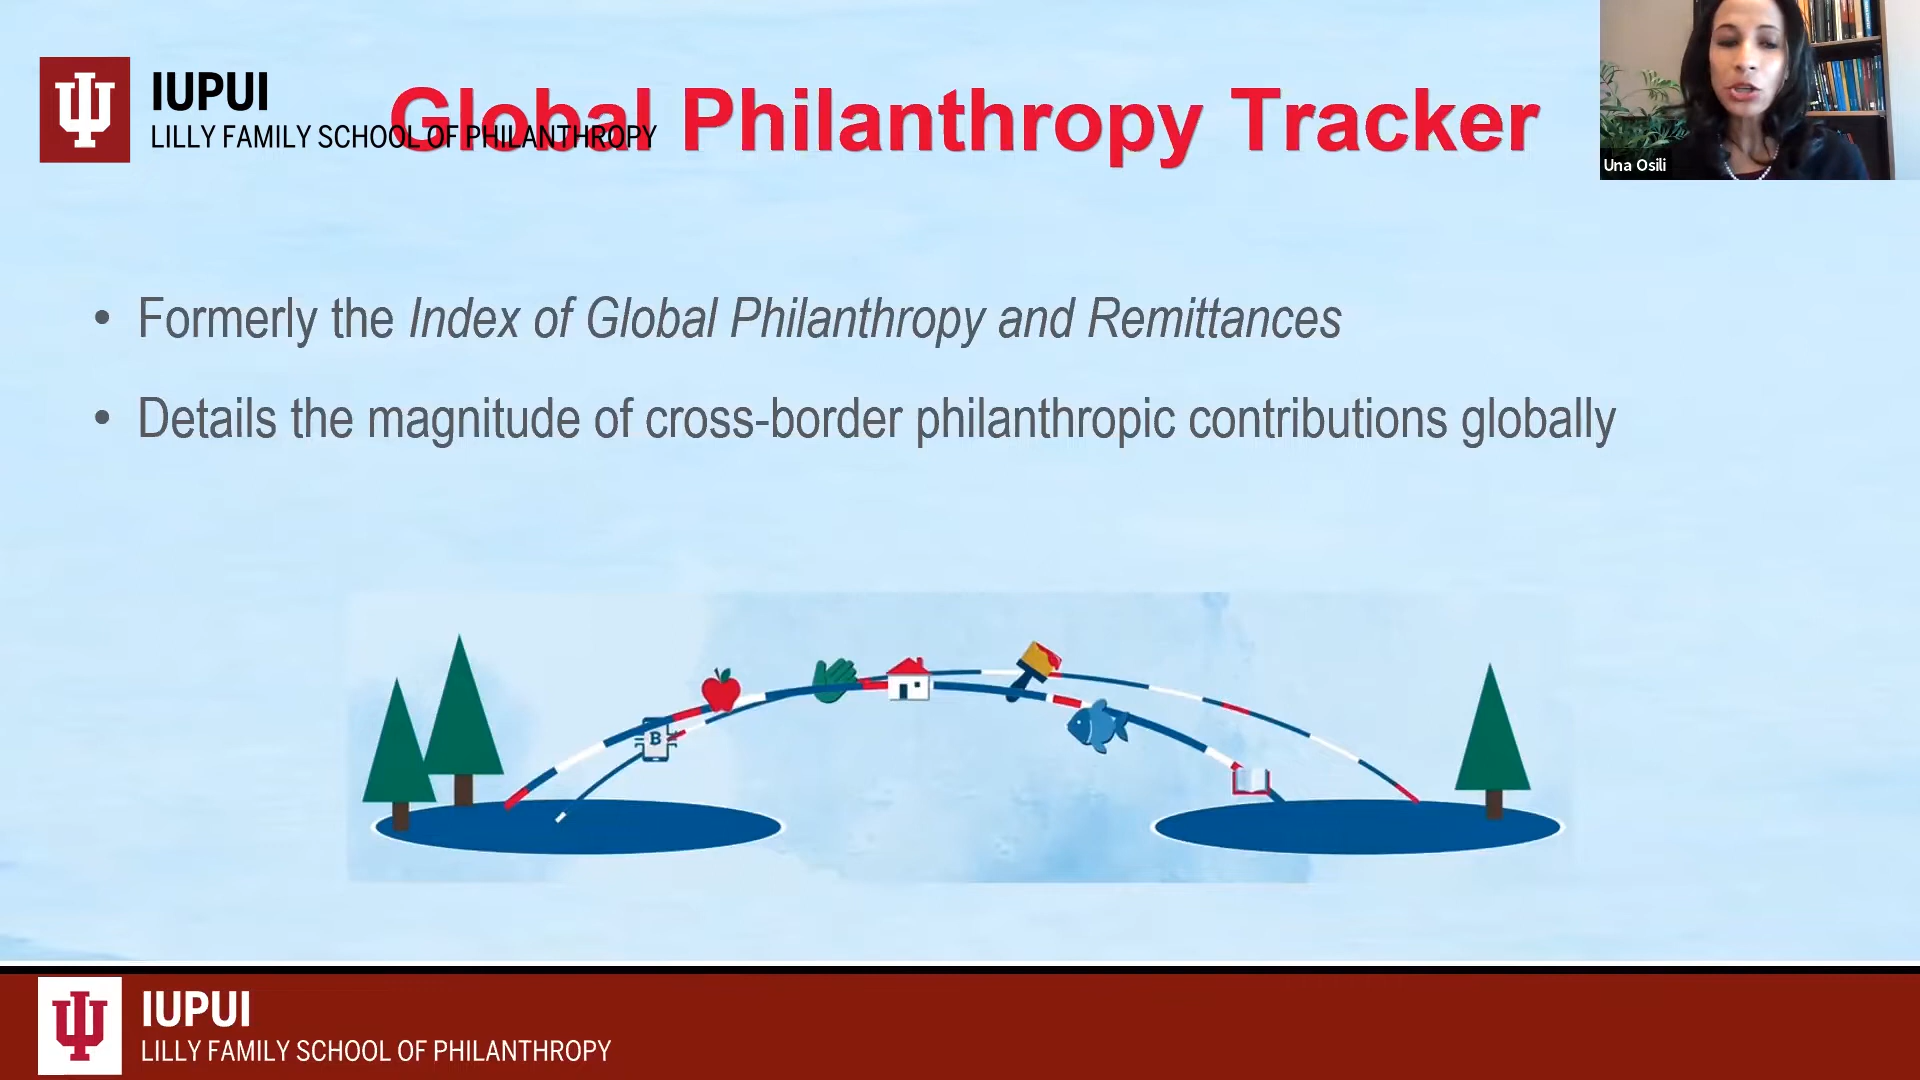 IUPUI
LILLY FAMILY SCHOOL OF PHILANTHROPY
Global Philanthropy Tracker
Una Osili
• Formerly the Index of Global Philanthropy and Remittances
• Details the magnitude of cross-border philanthropic contributions globally
B
IUPUI
LILLY FAMILY SCHOOL OF PHILANTHROPY